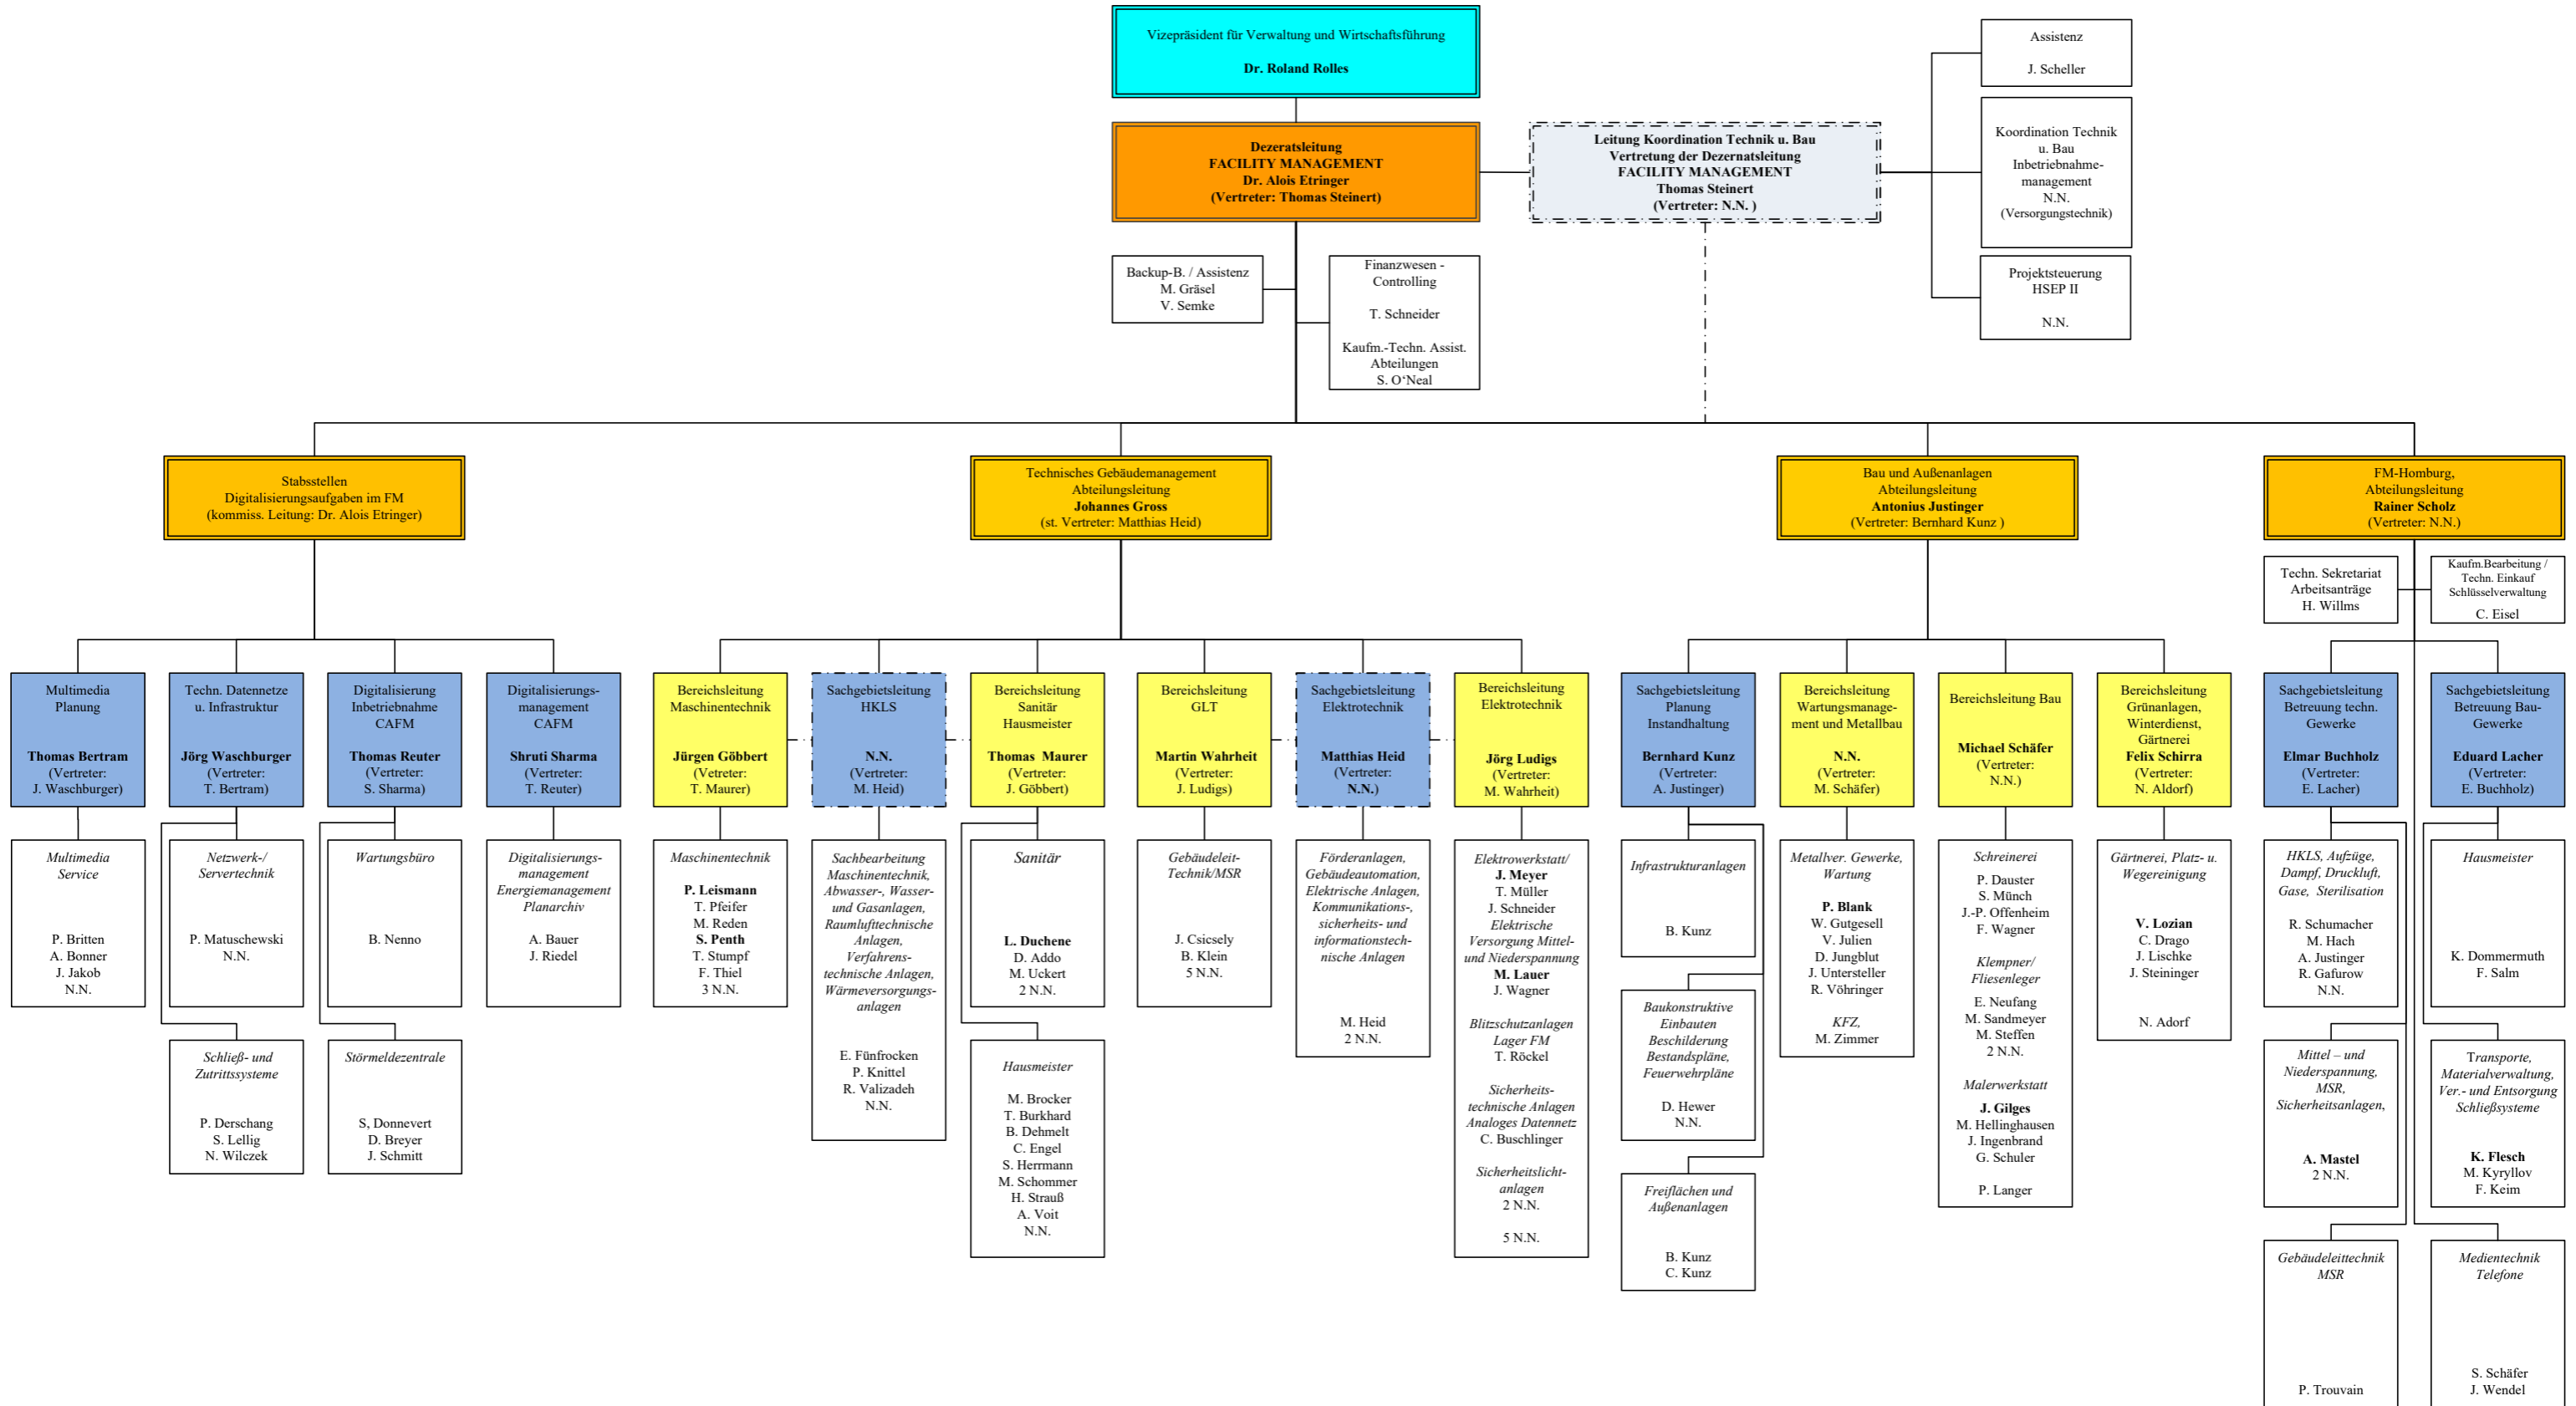 Vizepräsident für Verwaltung und Wirtschaftsführung
Dr. Roland Rolles
Assistenz
J. Scheller
Dezeratsleitung
FACILITY MANAGEMENT
Dr. Alois Etringer
(Vertreter: Thomas Steinert)
Leitung Koordination Technik u. Bau
Vertretung der Dezernatsleitung
FACILITY MANAGEMENT
Thomas Steinert
(Vertreter: N.N. )
Koordination Technik
u. Bau
Inbetriebnahme-
management
N.N.
(Versorgungstechnik)
Backup-B. / Assistenz
M. Gräsel
V. Semke
Finanzwesen -
Controlling
T. Schneider
Kaufm.-Techn. Assist.
Abteilungen
S. O‘Neal
Projektsteuerung
HSEP II
N.N.
Stabsstellen
Digitalisierungsaufgaben im FM
(kommiss. Leitung: Dr. Alois Etringer)
Technisches Gebäudemanagement
Abteilungsleitung
Johannes Gross
(st. Vertreter: Matthias Heid)
Bau und Außenanlagen
Abteilungsleitung
Antonius Justinger
(Vertreter: Bernhard Kunz )
FM-Homburg,
Abteilungsleitung
Rainer Scholz
(Vertreter: N.N.)
Techn. Sekretariat
Arbeitsanträge
H. Willms
Kaufm.Bearbeitung /
Techn. Einkauf
Schlüsselverwaltung
C. Eisel
Multimedia
Planung
Thomas Bertram
(Vertreter:
J. Waschburger)
Techn. Datennetze
u. Infrastruktur
Jörg Waschburger
(Vertreter:
T. Bertram)
Digitalisierung
Inbetriebnahme
CAFM
Thomas Reuter
(Vertreter:
S. Sharma)
Digitalisierungs-
management
CAFM
Shruti Sharma
(Vertreter:
T. Reuter)
Bereichsleitung
Maschinentechnik
Jürgen Göbbert
(Vetreter:
T. Maurer)
Sachgebietsleitung
HKLS
N.N.
(Vertreter:
M. Heid)
Bereichsleitung
Sanitär
Hausmeister
Thomas Maurer
(Vertreter:
J. Göbbert)
Bereichsleitung
GLT
Martin Wahrheit
(Vertreter:
J. Ludigs)
Sachgebietsleitung
Elektrotechnik
Matthias Heid
(Vertreter:
N.N.)
Bereichsleitung
Elektrotechnik
Jörg Ludigs
(Vertreter:
M. Wahrheit)
Sachgebietsleitung
Planung
Instandhaltung
Bernhard Kunz
(Vertreter:
A. Justinger)
Bereichsleitung
Wartungsmanage-
ment und Metallbau
N.N.
(Vertreter:
M. Schäfer)
Bereichsleitung Bau
Michael Schäfer
(Vertreter:
N.N.)
Bereichsleitung
Grünanlagen,
Winterdienst,
Gärtnerei
Felix Schirra
(Vertreter:
N. Aldorf)
Sachgebietsleitung
Betreuung techn.
Gewerke
Elmar Buchholz
(Vertreter:
E. Lacher)
Sachgebietsleitung
Betreuung Bau-
Gewerke
Eduard Lacher
(Vertreter:
E. Buchholz)
Multimedia
Service
P. Britten
A. Bonner
J. Jakob
N.N.
Netzwerk-/
Servertechnik
P. Matuschewski
N.N.
Wartungsbüro
B. Nenno
Digitalisierungs-
management
Energiemanagement
Planarchiv
A. Bauer
J. Riedel
Maschinentechnik
P. Leismann
T. Pfeifer
M. Reden
S. Penth
T. Stumpf
F. Thiel
3 N.N.
Sachbearbeitung
Maschinentechnik,
Abwasser-, Wasser-
und Gasanlagen,
Raumlufttechnische
Anlagen,
Verfahrens-
technische Anlagen,
Wärmeversorgungs-
anlagen
E. Fünfrocken
P. Knittel
R. Valizadeh
N.N.
Sanitär
L. Duchene
D. Addo
M. Uckert
2 N.N.
Gebäudeleit-
Technik/MSR
J. Csicsely
B. Klein
5 N.N.
Förderanlagen,
Gebäudeautomation,
Elektrische Anlagen,
Kommunikations-,
sicherheits- und
informationstech-
nische Anlagen
M. Heid
2 N.N.
Elektrowerkstatt/
J. Meyer
T. Müller
J. Schneider
Elektrische
Versorgung Mittel-
und Niederspannung
M. Lauer
J. Wagner
Blitzschutzanlagen
Lager FM
T. Röckel
Sicherheits-
technische Anlagen
Analoges Datennetz
C. Buschlinger
Sicherheitslicht-
anlagen
2 N.N.
5 N.N.
Infrastrukturanlagen
B. Kunz
Metallver. Gewerke,
Wartung
P. Blank
W. Gutgesell
V. Julien
D. Jungblut
J. Untersteller
R. Vöhringer
KFZ,
M. Zimmer
Schreinerei
P. Dauster
S. Münch
J.-P. Offenheim
F. Wagner
Klempner/
Fliesenleger
E. Neufang
M. Sandmeyer
M. Steffen
2 N.N.
Malerwerkstatt
J. Gilges
M. Hellinghausen
J. Ingenbrand
G. Schuler
P. Langer
Gärtnerei, Platz- u.
Wegereinigung
V. Lozian
C. Drago
J. Lischke
J. Steininger
N. Adorf
HKLS, Aufzüge,
Dampf, Druckluft,
Gase, Sterilisation
R. Schumacher
M. Hach
A. Justinger
R. Gafurow
N.N.
Hausmeister
K. Dommermuth
F. Salm
Schließ- und
Zutrittssysteme
P. Derschang
S. Lellig
N. Wilczek
Störmeldezentrale
S, Donnevert
D. Breyer
J. Schmitt
Hausmeister
M. Brocker
T. Burkhard
B. Dehmelt
C. Engel
S. Herrmann
M. Schommer
H. Strauß
A. Voit
N.N.
Baukonstruktive
Einbauten
Beschilderung
Bestandspläne,
Feuerwehrpläne
D. Hewer
N.N.
Mittel – und
Niederspannung,
MSR,
Sicherheitsanlagen,
A. Mastel
2 N.N.
Transporte,
Materialverwaltung,
Ver.- und Entsorgung
Schließsysteme
K. Flesch
M. Kyryllov
F. Keim
Freiflächen und
Außenanlagen
B. Kunz
C. Kunz
Gebäudeleittechnik
MSR
P. Trouvain
Medientechnik
Telefone
S. Schäfer
J. Wendel